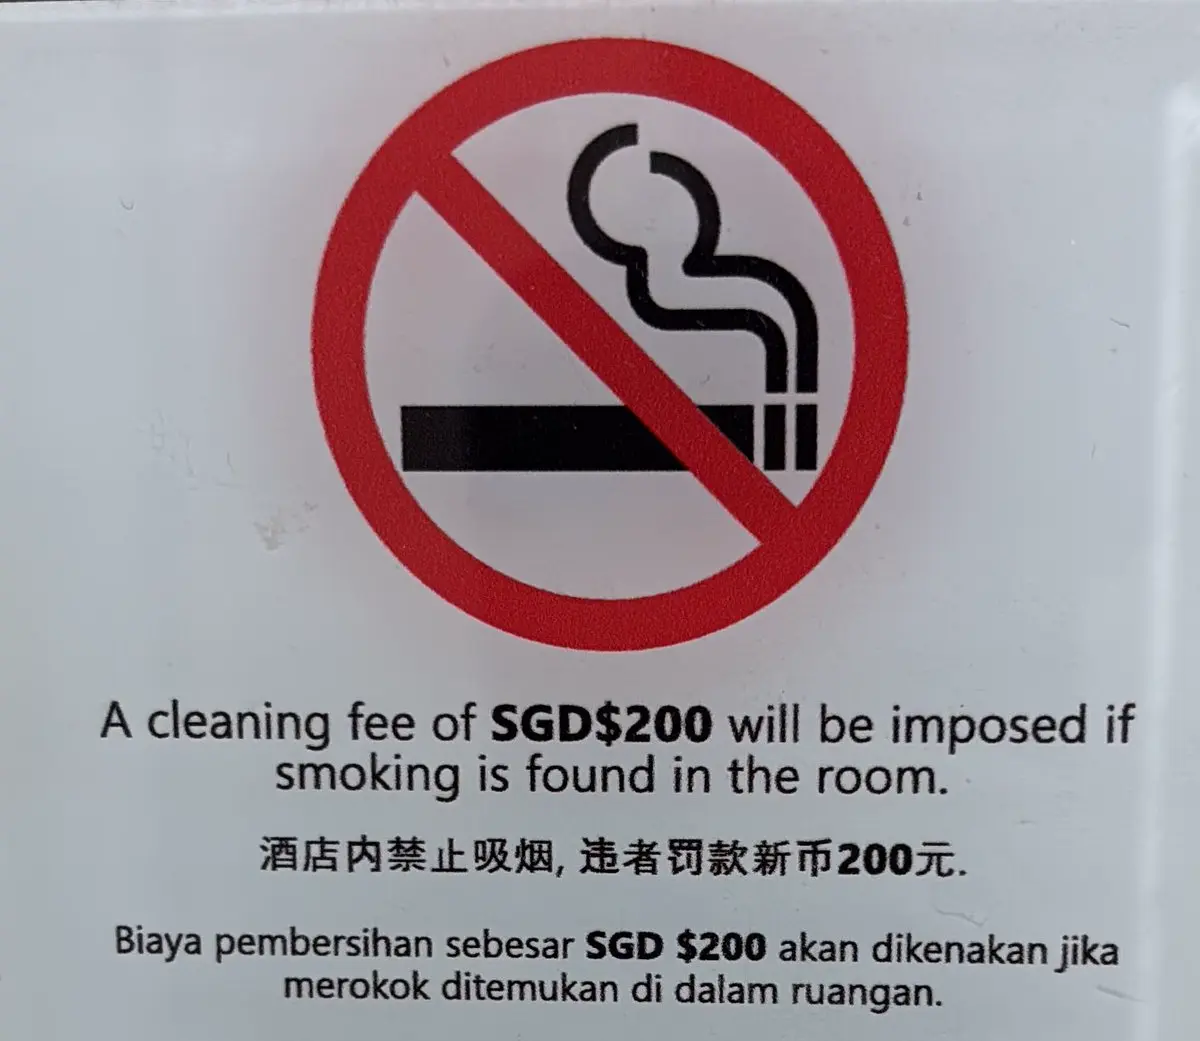 A cleaning fee of SGD$200 will be imposed if
smoking is found in the room.
酒店内禁止吸烟, 违者罚款新币200元.
Biaya pembersihan sebesar SGD $200 akan dikenakan jika
merokok ditemukan di dalam ruangan.